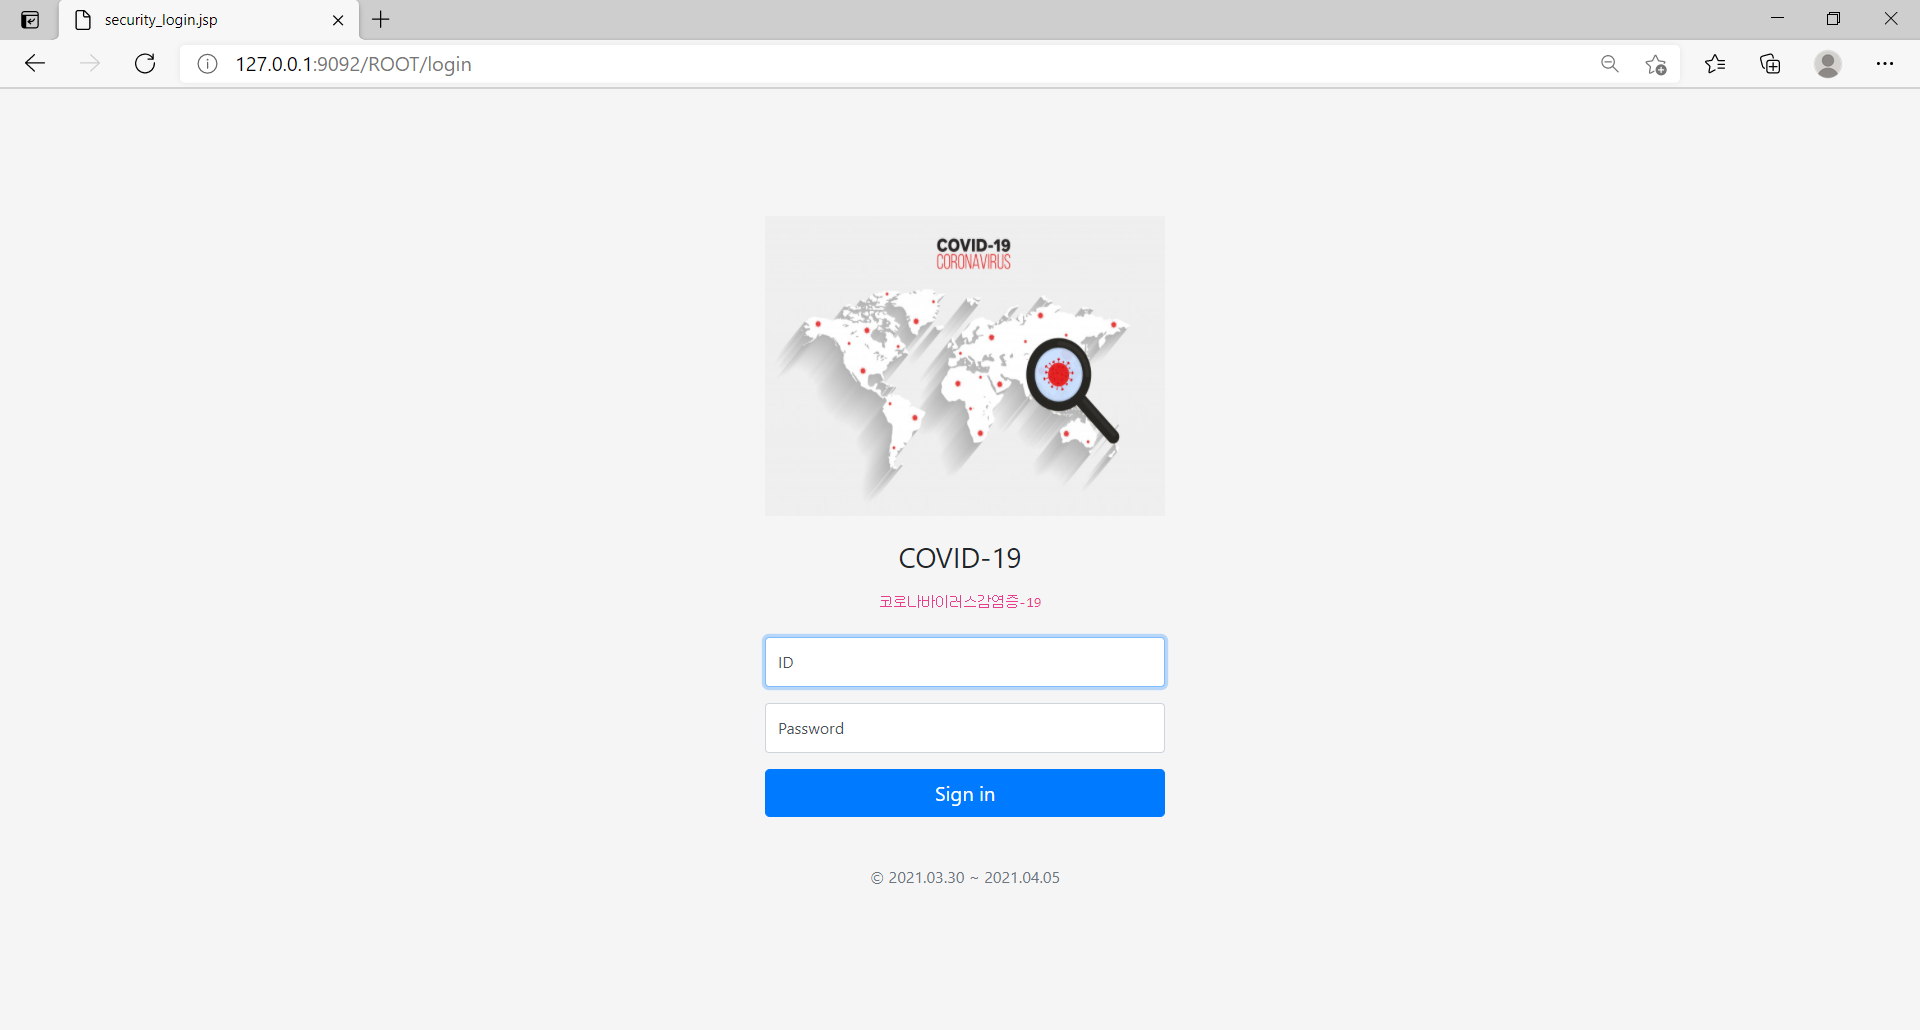 security_login.jsp
127.0.0.1:9092/ROOT/login
COVID-19
CORONAVIRUS
COVID-19
코로나바이러스감염증-19
ID
Password
Sign in
© 2021.03.30 ~ 2021.04.05